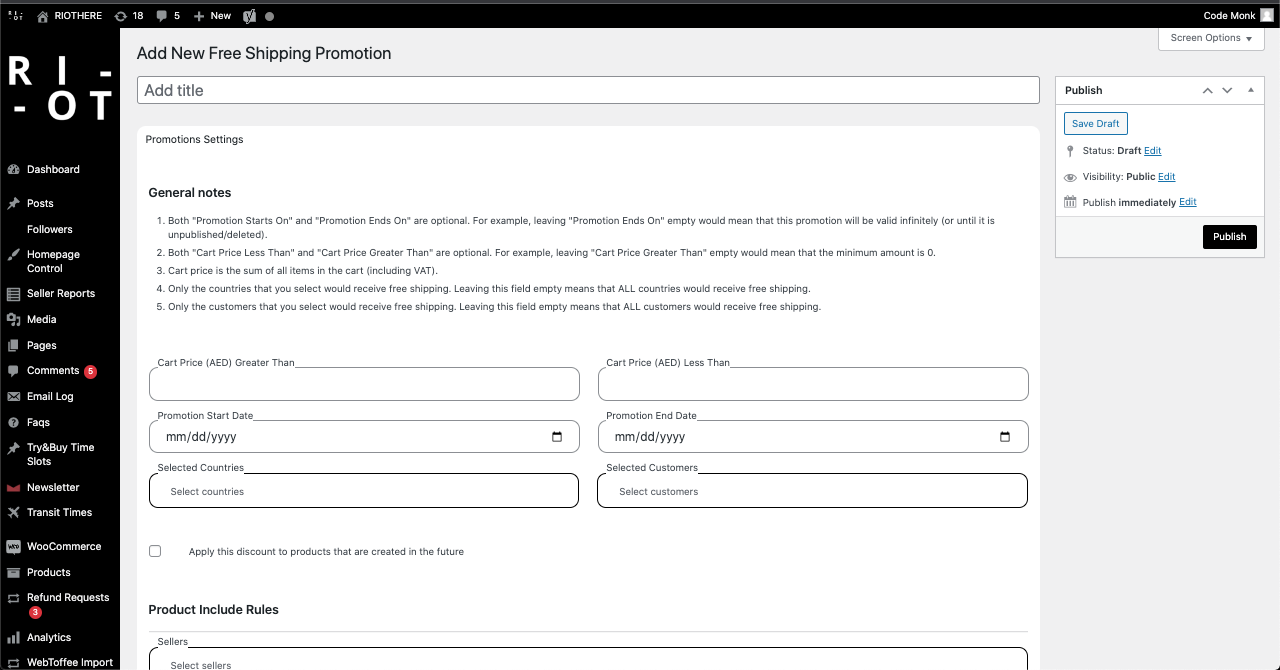 RI-
-OT
RIOTHERE
18
5
New
Code Monk
Screen Options
R I -
- O T
Dashboard
Posts
Followers
Homepage
Control
Seller Reports
Media
Pages
Comments 5
Email Log
Faqs
Try&Buy Time
Slots
Newsletter
Transit Times
WooCommerce
Products
Refund Requests
3
Analytics
WebToffee Import
Add New Free Shipping Promotion
Add title
Promotions Settings
General notes
1. Both "Promotion Starts On" and "Promotion Ends On" are optional. For example, leaving "Promotion Ends On" empty would mean that this promotion will be valid infinitely (or until it is
unpublished/deleted).
2. Both "Cart Price Less Than" and "Cart Price Greater Than" are optional. For example, leaving "Cart Price Greater Than" empty would mean that the minimum amount is 0.
3. Cart price is the sum of all items in the cart (including VAT).
4. Only the countries that you select would receive free shipping. Leaving this field empty means that ALL countries would receive free shipping.
5. Only the customers that you select would receive free shipping. Leaving this field empty means that ALL customers would receive free shipping.
Cart Price (AED) Greater Than
Cart Price (AED) Less Than
Promotion Start Date
mm/dd/yyyy
Promotion End Date
mm/dd/yyyy
Selected Countries
Select countries
Selected Customers
Select customers
Apply this discount to products that are created in the future
Product Include Rules
Sellers
Select sellers
Publish
Save Draft
Status: Draft Edit
Visibility: Public Edit
Publish immediately Edit
Publish